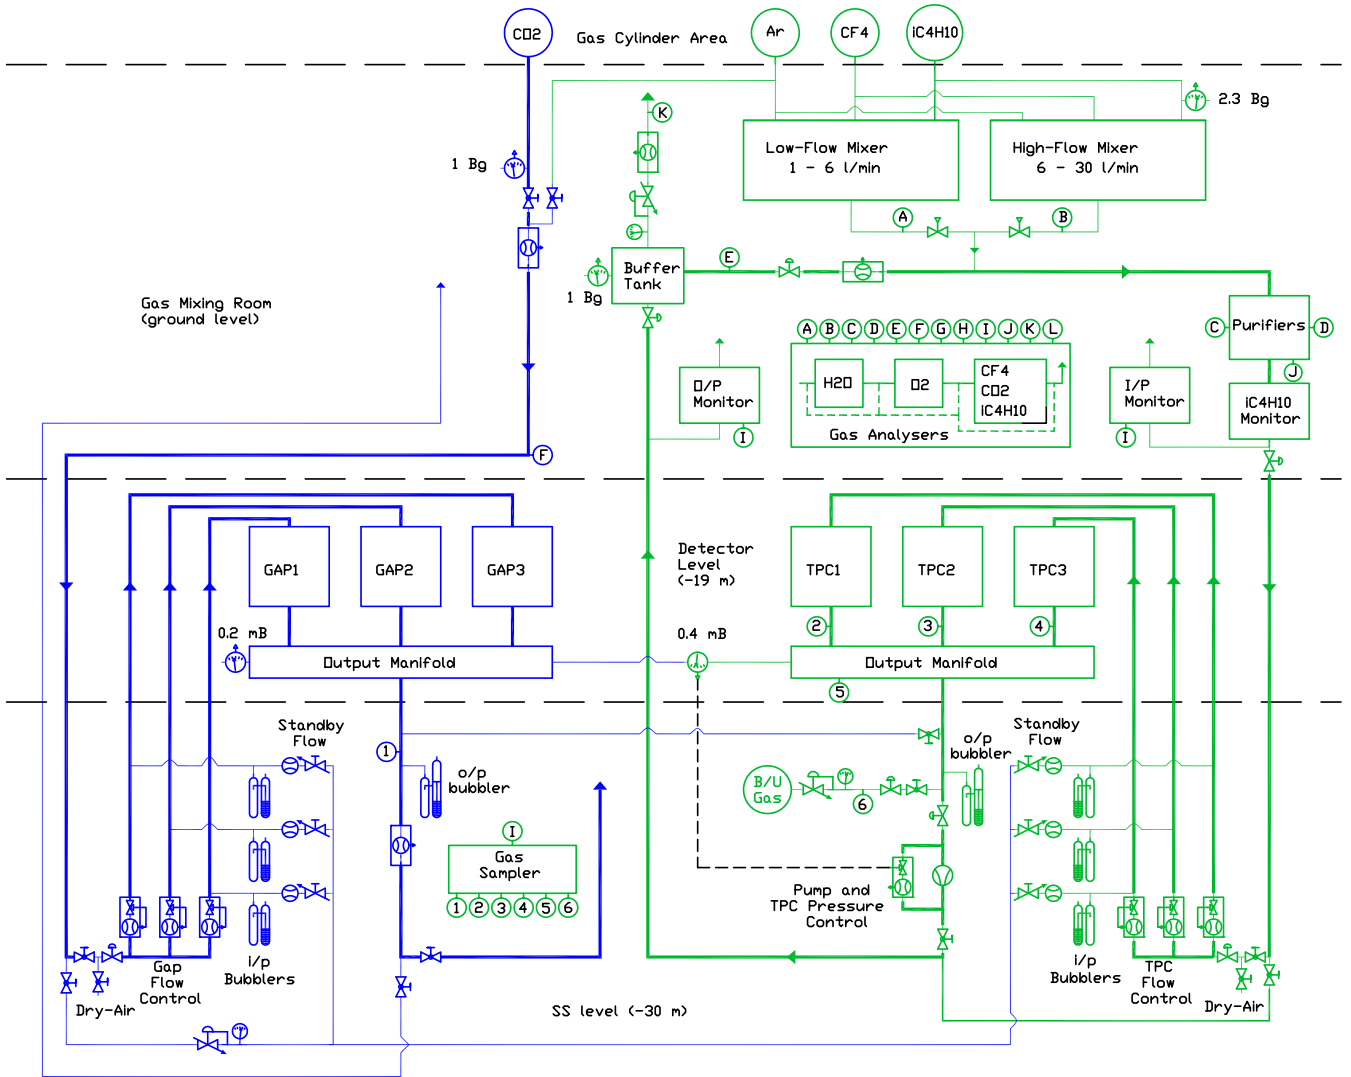 CO2
Gas Cylinder Area
Ar
CF4
iC4H10
2.3 Bg
K
1 Bg
Low-Flow Mixer
1 - 6 l/min
High-Flow Mixer
6 - 30 l/min
A
B
E
Buffer
Tank
1 Bg
Gas Mixing Room
(ground level)
A B C D E F G H I J K L
C
Purifiers
D
J
O/P
Monitor
I
H2O
O2
CF4
CO2
iC4H10
Gas Analysers
I/P
Monitor
I
iC4H10
Monitor
F
GAP1
GAP2
GAP3
Detector
Level
(-19 m)
TPC1
TPC2
TPC3
0.2 mB
0.4 mB
2
3
4
Output Manifold
Output Manifold
5
Standby
Flow
1
o/p
bubbler
B/U
Gas
6
o/p
bubbler
Standby
Flow
I
Gas
Sampler
1 2 3 4 5 6
Pump and
TPC Pressure
Control
Gap
Flow
Control
i/p
Bubblers
Dry-Air
SS level (-30 m)
i/p
Bubblers
TPC
Flow
Control
Dry-Air